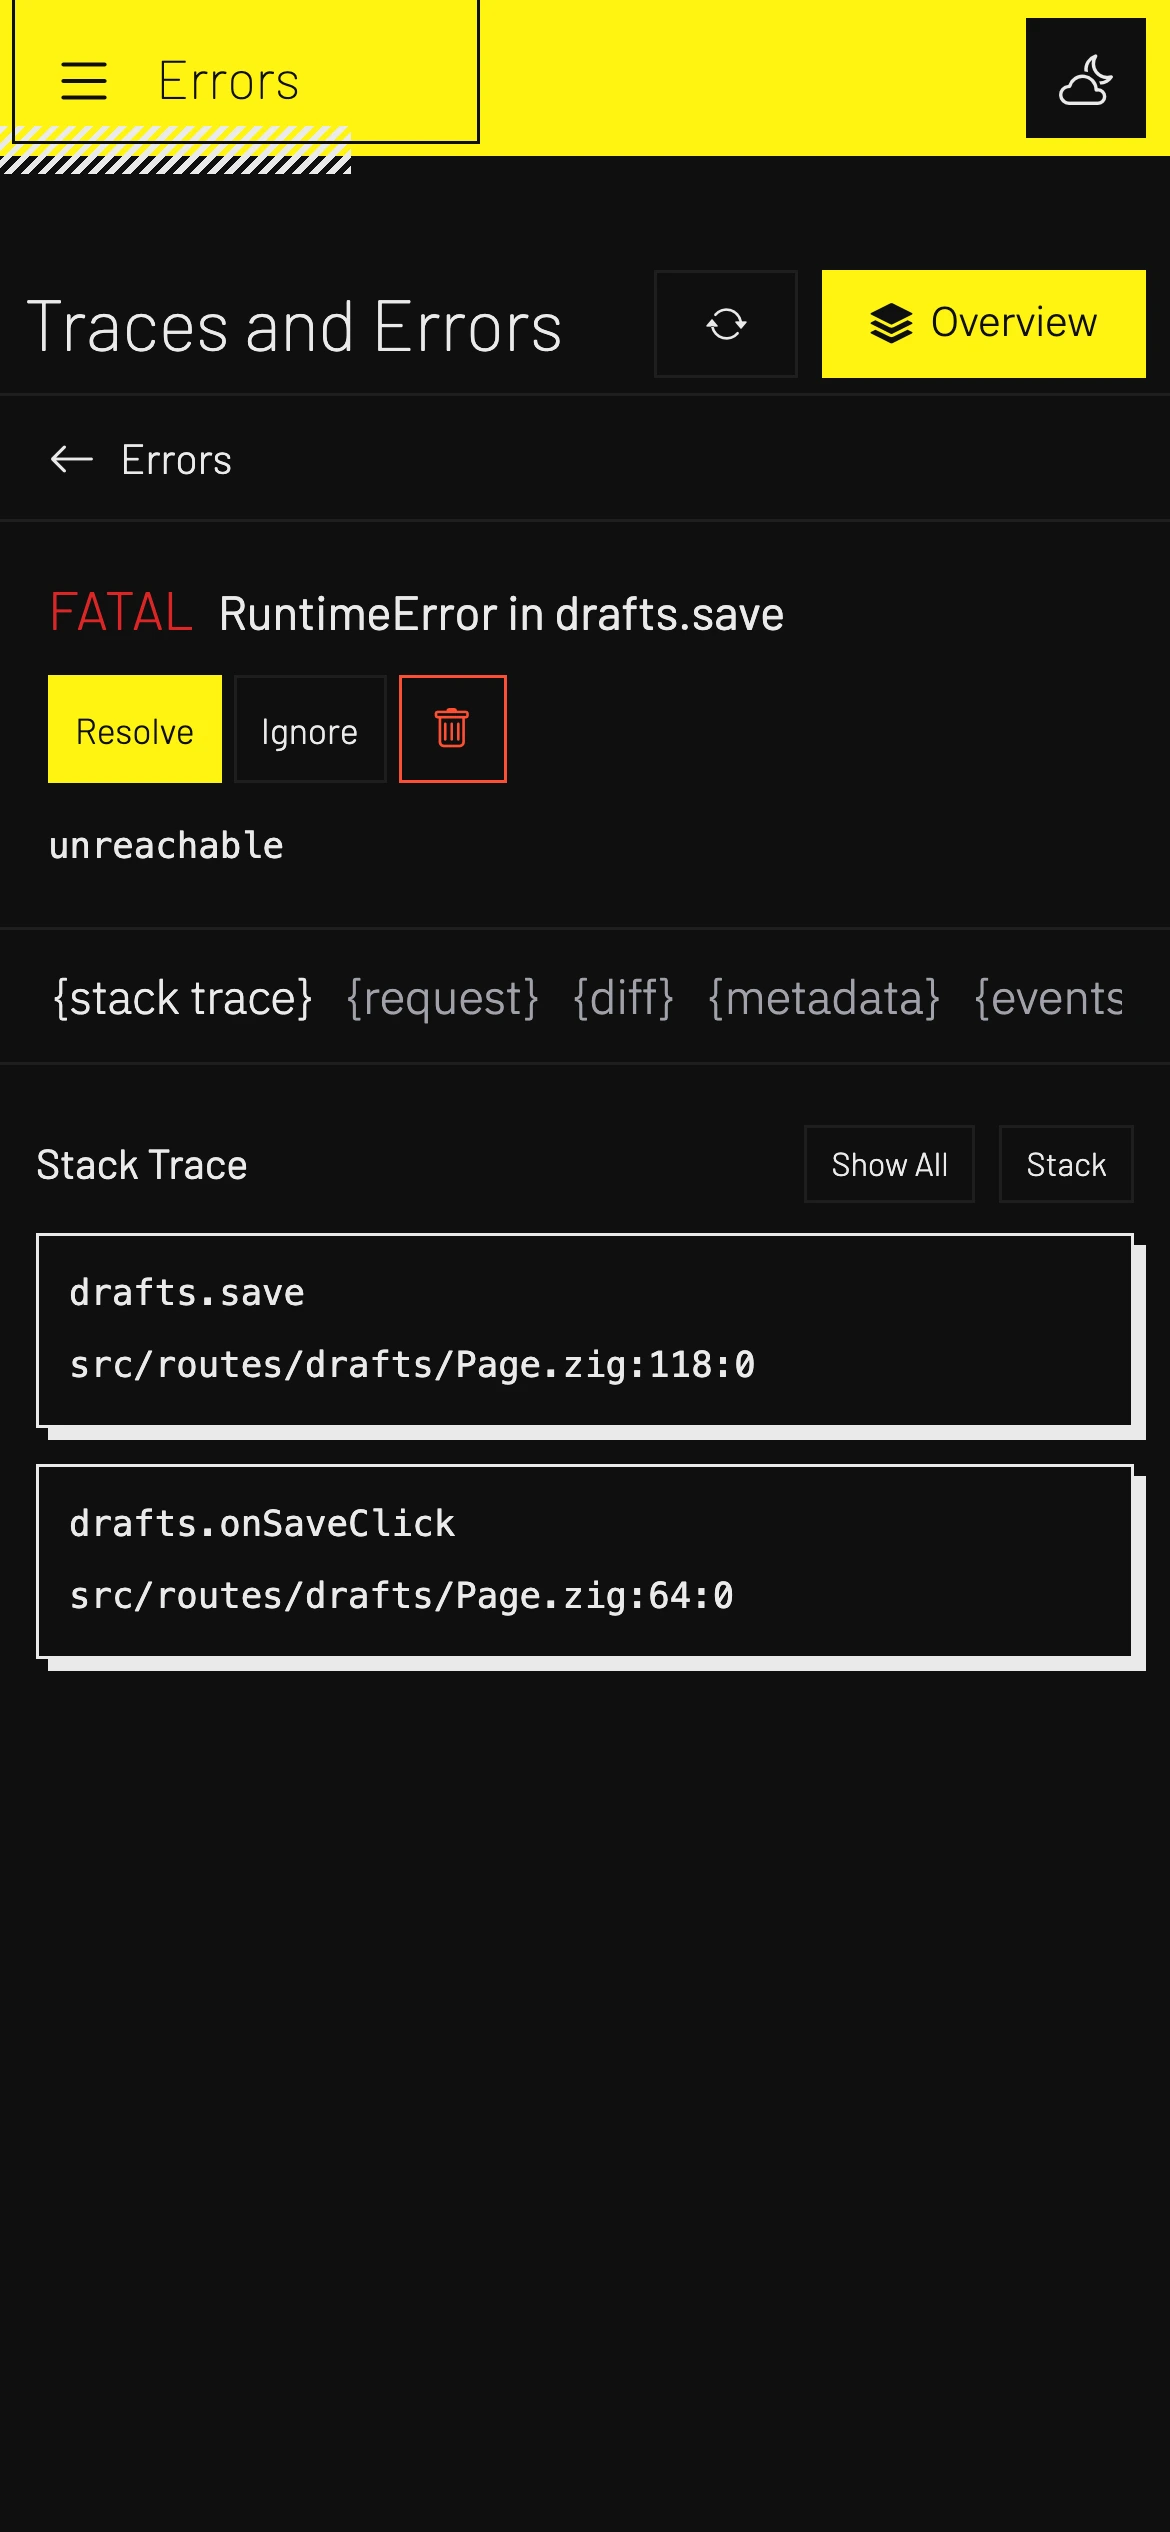 Errors
Traces and Errors
Overview
Errors
FATAL RuntimeError in drafts.save
Resolve Ignore
unreachable
{stack trace} {request} {diff} {metadata} {events
Stack Trace Show All Stack
drafts.save
src/routes/drafts/Page.zig:118:0
drafts.onSaveClick
src/routes/drafts/Page.zig:64:0